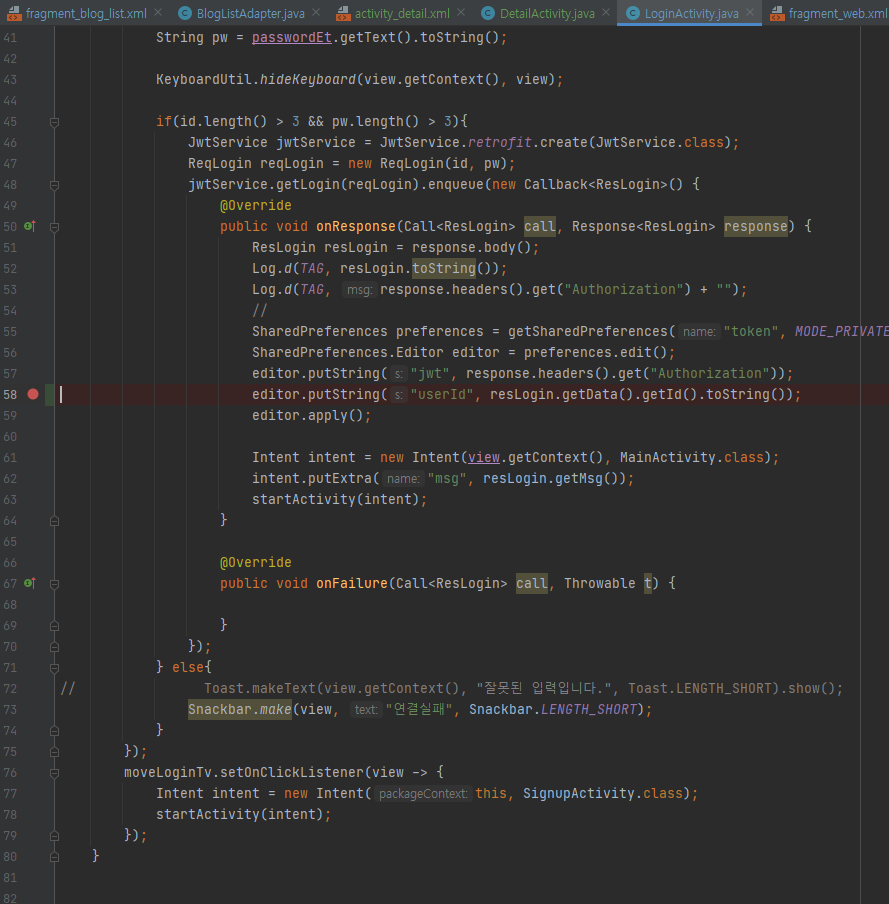 fragment_blog_list.xml BlogListAdapter.java activity_detail.xml DetailActivity.java LoginActivity.java fragment_web.xml
41 String pw = passwordEt.getText().toString();
42
43 KeyboardUtil.hideKeyboard(view.getContext(), view);
44
45 if(id.length() > 3 && pw.length() > 3){
46 JwtService jwtService = JwtService.retrofit.create(JwtService.class);
47 ReqLogin reqLogin = new ReqLogin(id, pw);
48 jwtService.getLogin(reqLogin).enqueue(new Callback<ResLogin>() {
49 @Override
50 public void onResponse(Call<ResLogin> call, Response<ResLogin> response) {
51 ResLogin resLogin = response.body();
52 Log.d(TAG, resLogin.toString());
53 Log.d(TAG, msg: response.headers().get("Authorization") + "");
54 //
55 SharedPreferences preferences = getSharedPreferences( name: "token", MODE_PRIVATE
56 SharedPreferences.Editor editor = preferences.edit();
57 editor.putString( s: "jwt", response.headers().get("Authorization"));
58 editor.putString( s: "userId", resLogin.getData().getId().toString());
59 editor.apply();
60
61 Intent intent = new Intent(view.getContext(), MainActivity.class);
62 intent.putExtra( name: "msg", resLogin.getMsg());
63 startActivity(intent);
64 }
65
66 @Override
67 public void onFailure(Call<ResLogin> call, Throwable t) {
68
69 }
70 });
71 } else{
72 // Toast.makeText(view.getContext(), "잘못된 입력입니다.", Toast.LENGTH_SHORT).show();
73 Snackbar.make(view, text: "연결실패", Snackbar.LENGTH_SHORT);
74 }
75 });
76 moveLoginTv.setOnClickListener(view -> {
77 Intent intent = new Intent( packageContext: this, SignupActivity.class);
78 startActivity(intent);
79 });
80 }
81
82